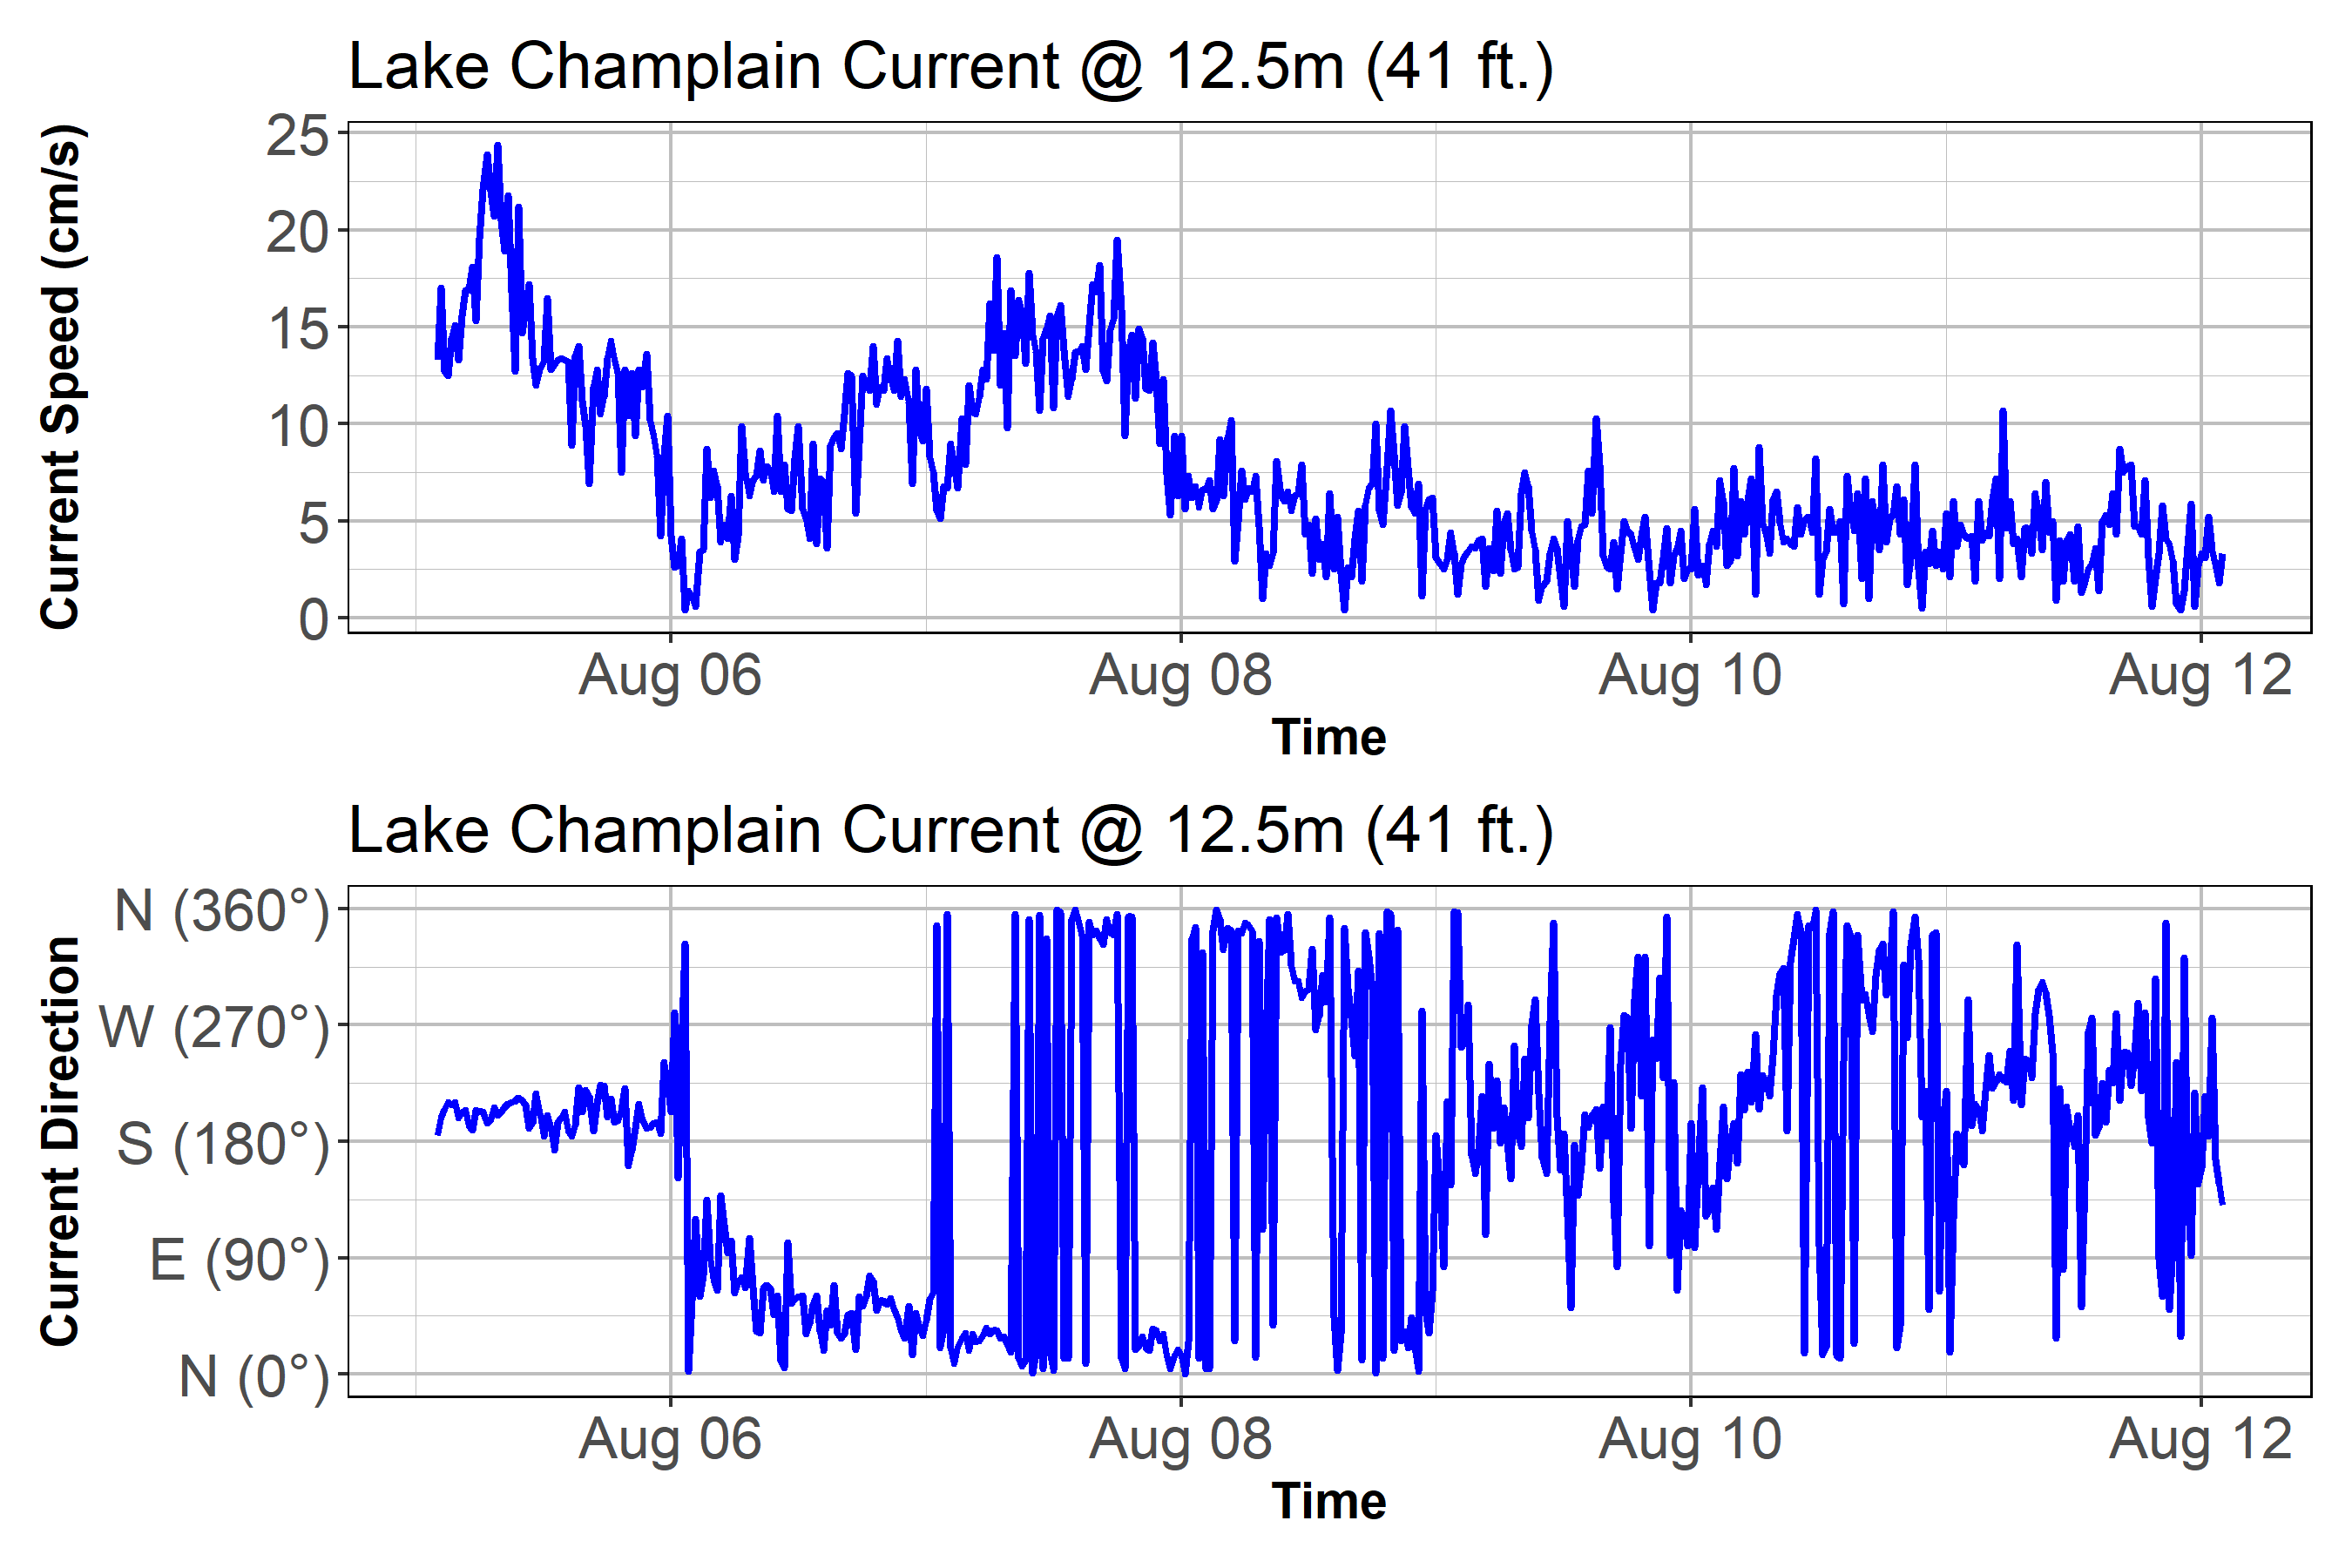 Lake Champlain Current @ 12.5m (41 ft.)
Current Speed (cm/s)
25
20
15
10
5
0
Aug 06 Aug 08 Aug 10 Aug 12
Time
Lake Champlain Current @ 12.5m (41 ft.)
Current Direction
N (360°)
W (270°)
S (180°)
E (90°)
N (0°)
Aug 06 Aug 08 Aug 10 Aug 12
Time